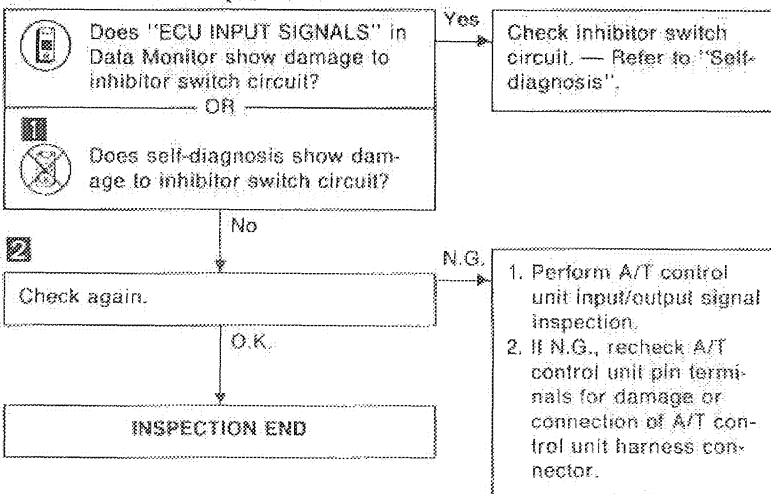 Does "ECU INPUT SIGNALS" in
Data Monitor show damage to
inhibitor switch circuit?
OR
1
Does self-diagnosis show dam-
age to inhibitor switch circuit?
Yes
Check inhibitor switch
circuit. — Refer to "Self-
diagnosis".
No
2
Check again.
N.G.
1. Perform A/T control
unit input/output signal
inspection.
2. If N.G., recheck A/T
control unit pin termi-
nals for damage or
connection of A/T con-
trol unit harness con-
nector.
O.K.
INSPECTION END